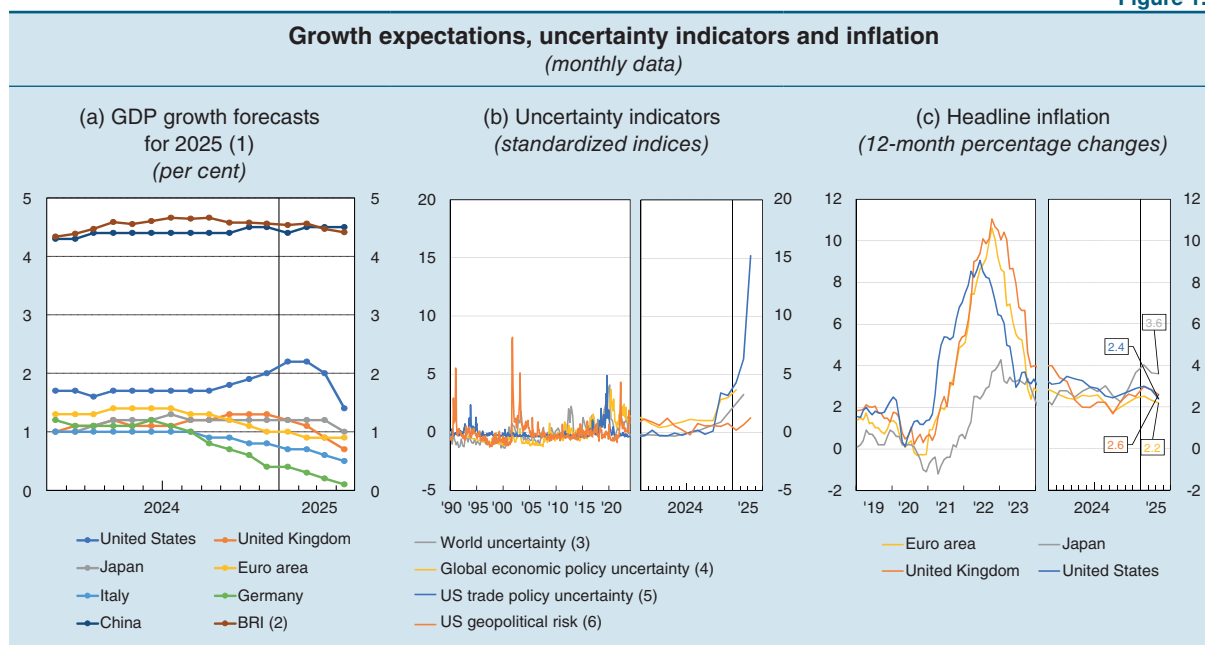 Figure 1.
Growth expectations, uncertainty indicators and inflation
(monthly data)
(a) GDP growth forecasts
for 2025 (1)
(per cent)
5
4
3
2
1
0
5
4
3
2
1
0
2024
2025
United States
United Kingdom
Japan
Euro area
Italy
Germany
China
BRI (2)
(b) Uncertainty indicators
(standardized indices)
20
15
10
5
0
-5
20
15
10
5
0
-5
'90 '95 '00 '05 '10 '15 '20
2024
'25
World uncertainty (3)
Global economic policy uncertainty (4)
US trade policy uncertainty (5)
US geopolitical risk (6)
(c) Headline inflation
(12-month percentage changes)
12
10
8
6
4
2
0
-2
12
10
8
6
4
2
0
-2
3.6
2.4
2.6
2.2
'19 '20 '21 '22 '23
2024
'25
Euro area
Japan
United Kingdom
United States